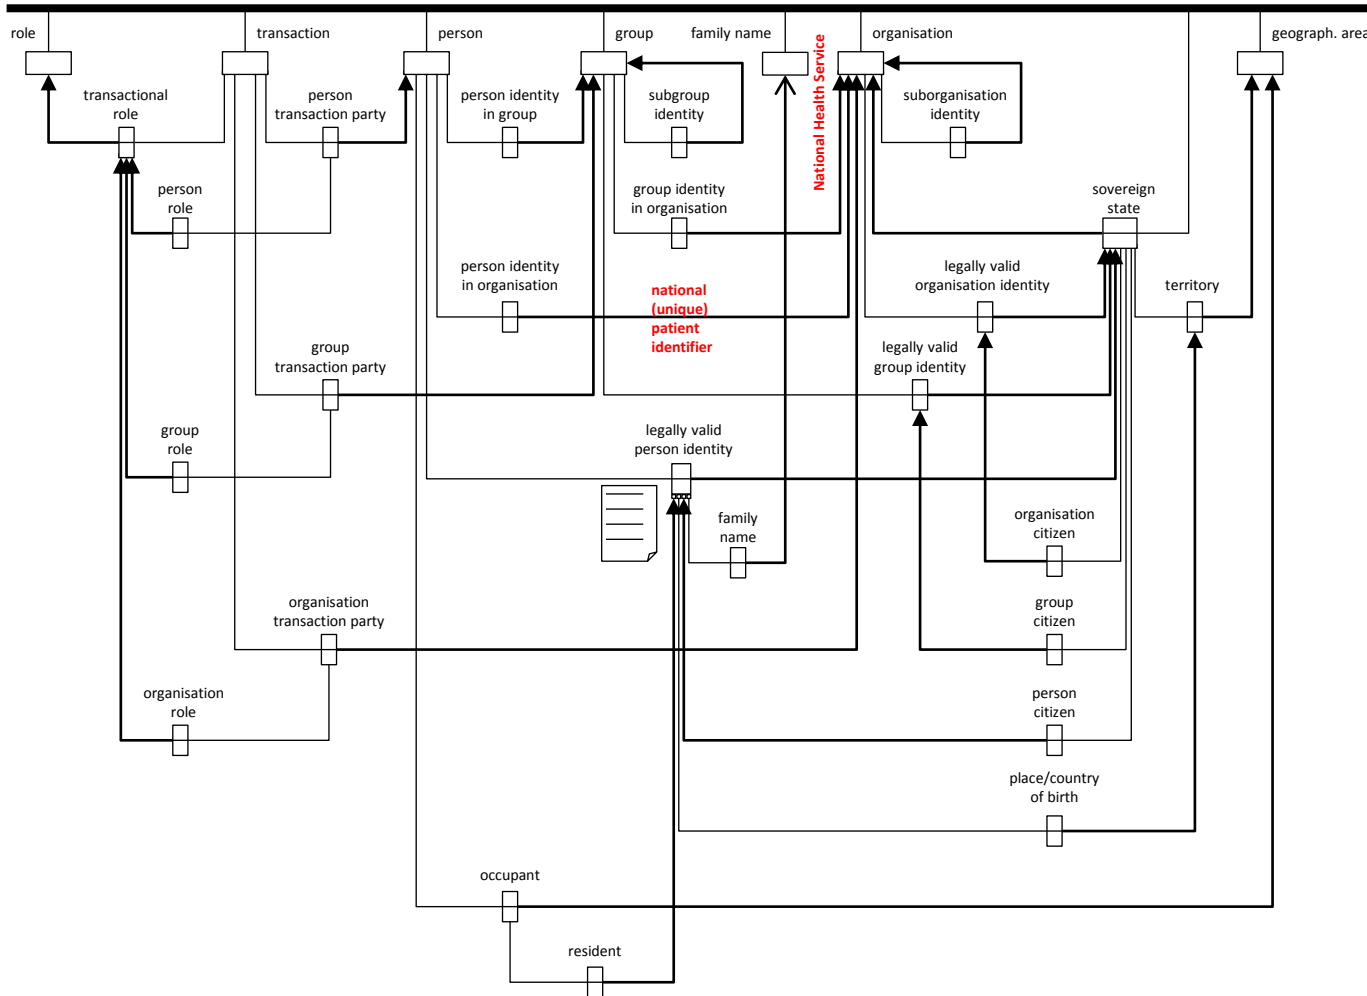 role
transaction
person
group
family name
organisation
geograph. area
National Health Service
transactional
role
person
transaction party
person identity
in group
subgroup
identity
suborganisation
identity
person
role
group identity
in organisation
sovereign
state
person identity
in organisation
national
(unique)
patient
identifier
legally valid
organisation identity
territory
group
transaction party
legally valid
group identity
group
role
legally valid
person identity
family
name
organisation
citizen
organisation
transaction party
group
citizen
organisation
role
person
citizen
place/country
of birth
occupant
resident